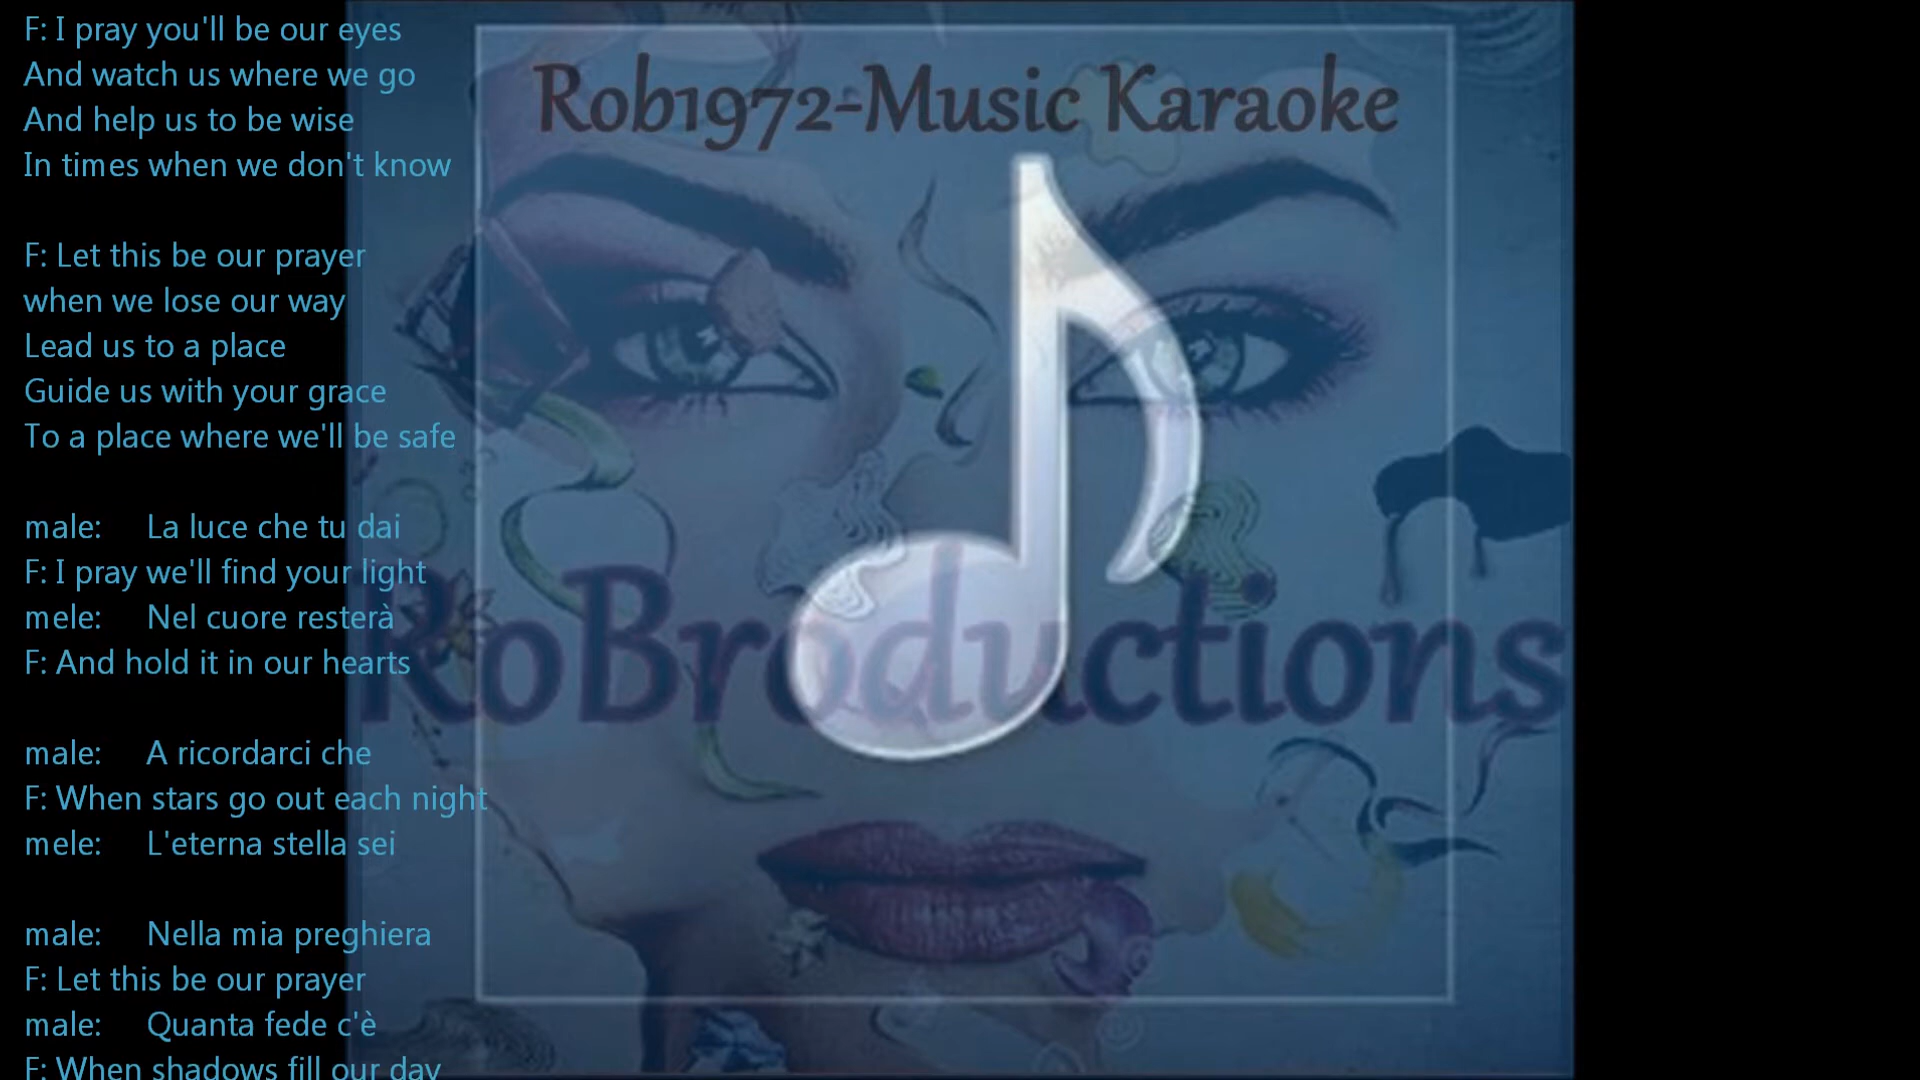 F: I pray you'll be our eyes
And watch us where we go
And help us to be wise
In times when we don't know
F: Let this be our prayer
when we lose our way
Lead us to a place
Guide us with your grace
To a place where we'll be safe
male: La luce che tu dai
F: I pray we'll find your light
mele: Nel cuore resterà
F: And hold it in our hearts
male: A ricordarci che
F: When stars go out each night
mele: L'eterna stella sei
male: Nella mia preghiera
F: Let this be our prayer
male: Quanta fede c'è
F: When shadows fill our day
Rob1972-Music Karaoke
RoBroductions